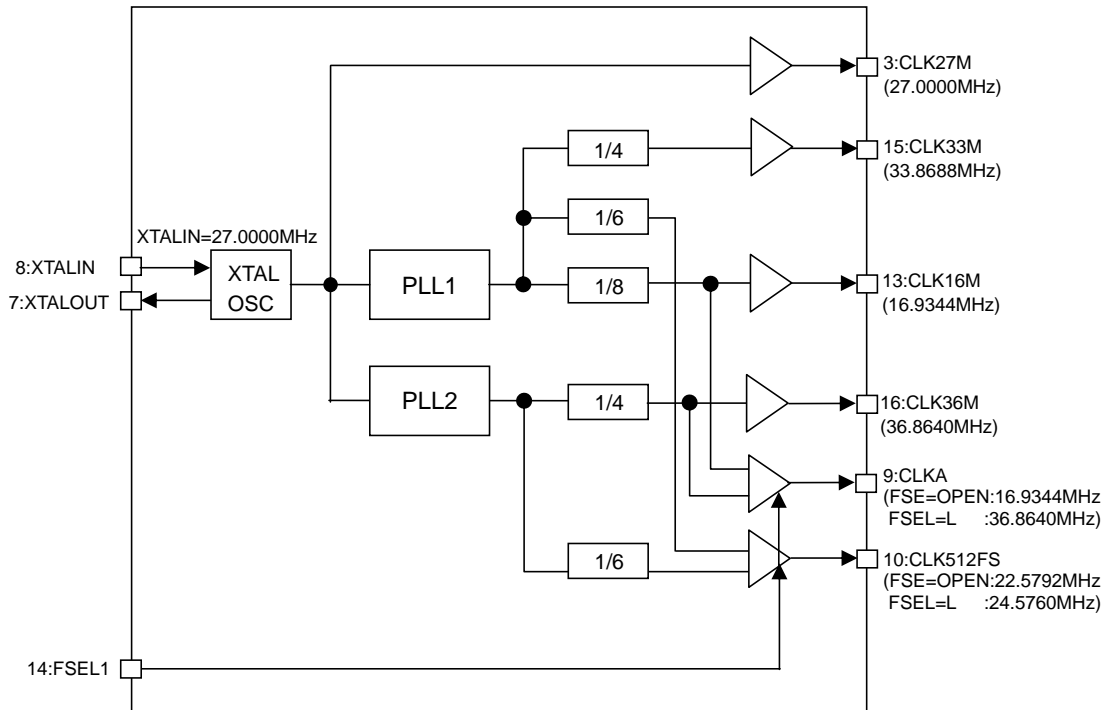 3:CLK27M
(27.0000MHz)
1/4
15:CLK33M
(33.8688MHz)
1/6
XTALIN=27.0000MHz
8:XTALIN
7:XTALOUT
XTAL
OSC
PLL1
1/8
13:CLK16M
(16.9344MHz)
PLL2
1/4
16:CLK36M
(36.8640MHz)
9:CLKA
(FSE=OPEN:16.9344MHz
FSEL=L :36.8640MHz)
1/6
10:CLK512FS
(FSE=OPEN:22.5792MHz
FSEL=L :24.5760MHz)
14:FSEL1